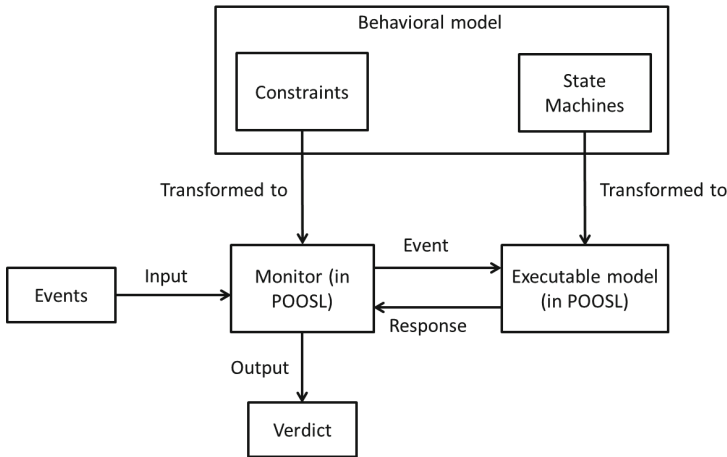 Behavioral model
Constraints
State
Machines
Transformed to
Transformed to
Events
Input
Monitor (in
POOSL)
Event
Response
Executable model
(in POOSL)
Output
Verdict